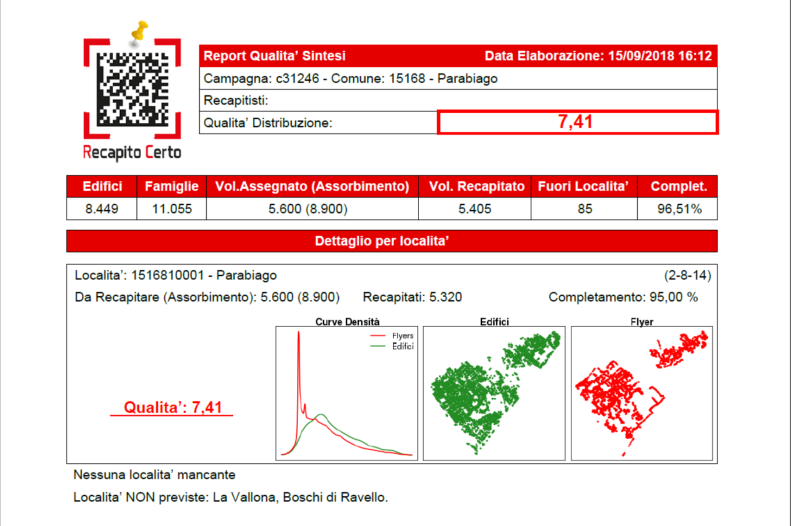 Recapito Certo
Report Qualita' Sintesi Data Elaborazione: 15/09/2018 16:12
Campagna: c31246 - Comune: 15168 - Parabiago
Recapitisti:
Qualita' Distribuzione: 7,41
Edifici Famiglie Vol.Assegnato (Assorbimento) Vol. Recapitato Fuori Localita' Complet.
8.449 11.055 5.600 (8.900) 5.405 85 96,51%
Dettaglio per localita'
Localita': 1516810001 - Parabiago (2-8-14)
Da Recapitare (Assorbimento): 5.600 (8.900) Recapitati: 5.320 Completamento: 95,00 %
Curve Densità Edifici Flyer
Flyers
Edifici
Qualita': 7,41
Nessuna localita' mancante
Localita' NON previste: La Vallona, Boschi di Ravello.